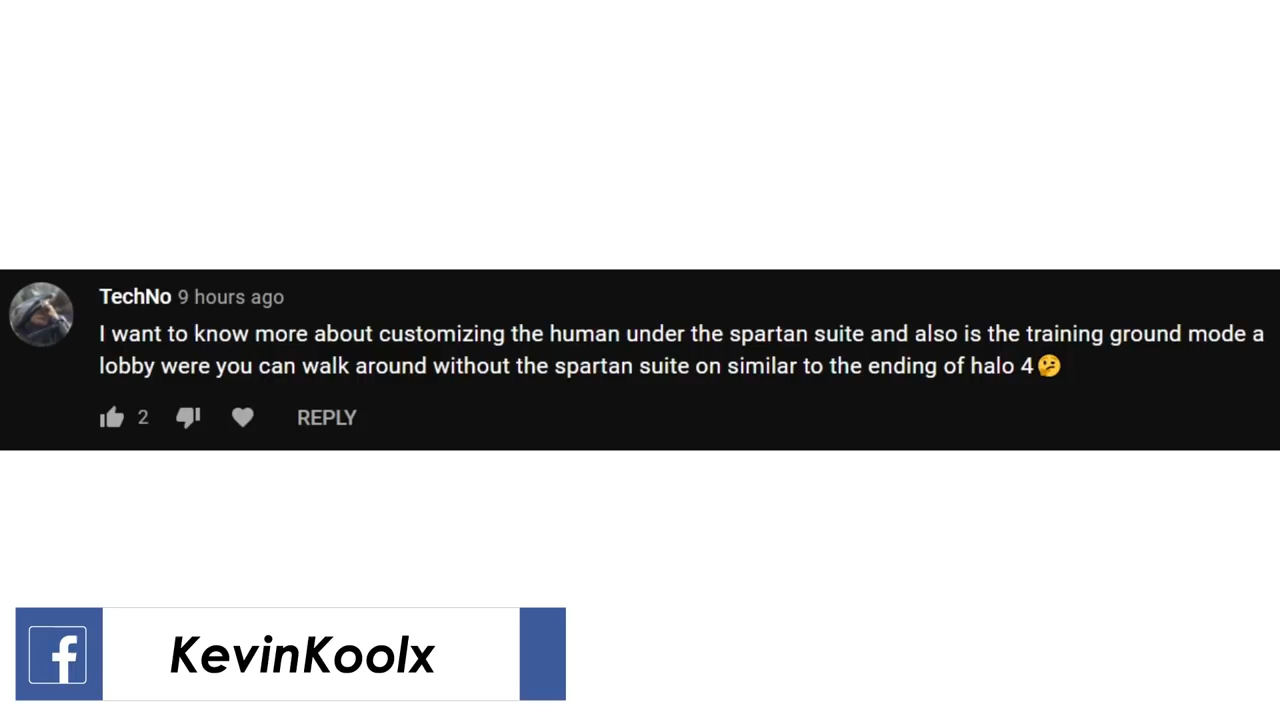 TechNo 9 hours ago
I want to know more about customizing the human under the spartan suite and also is the training ground mode a
lobby were you can walk around without the spartan suite on similar to the ending of halo 4🤔
2 REPLY
KevinKoolx